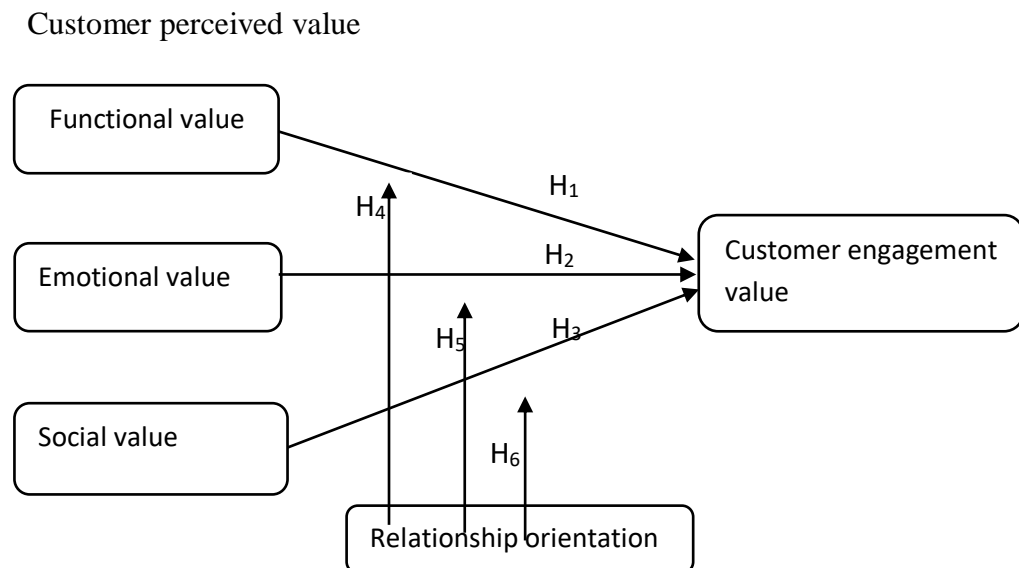 Customer perceived value
Functional value
H₁
H₄
Emotional value
H₂
Customer engagement
value
H₅
H₃
Social value
H₆
Relationship orientation